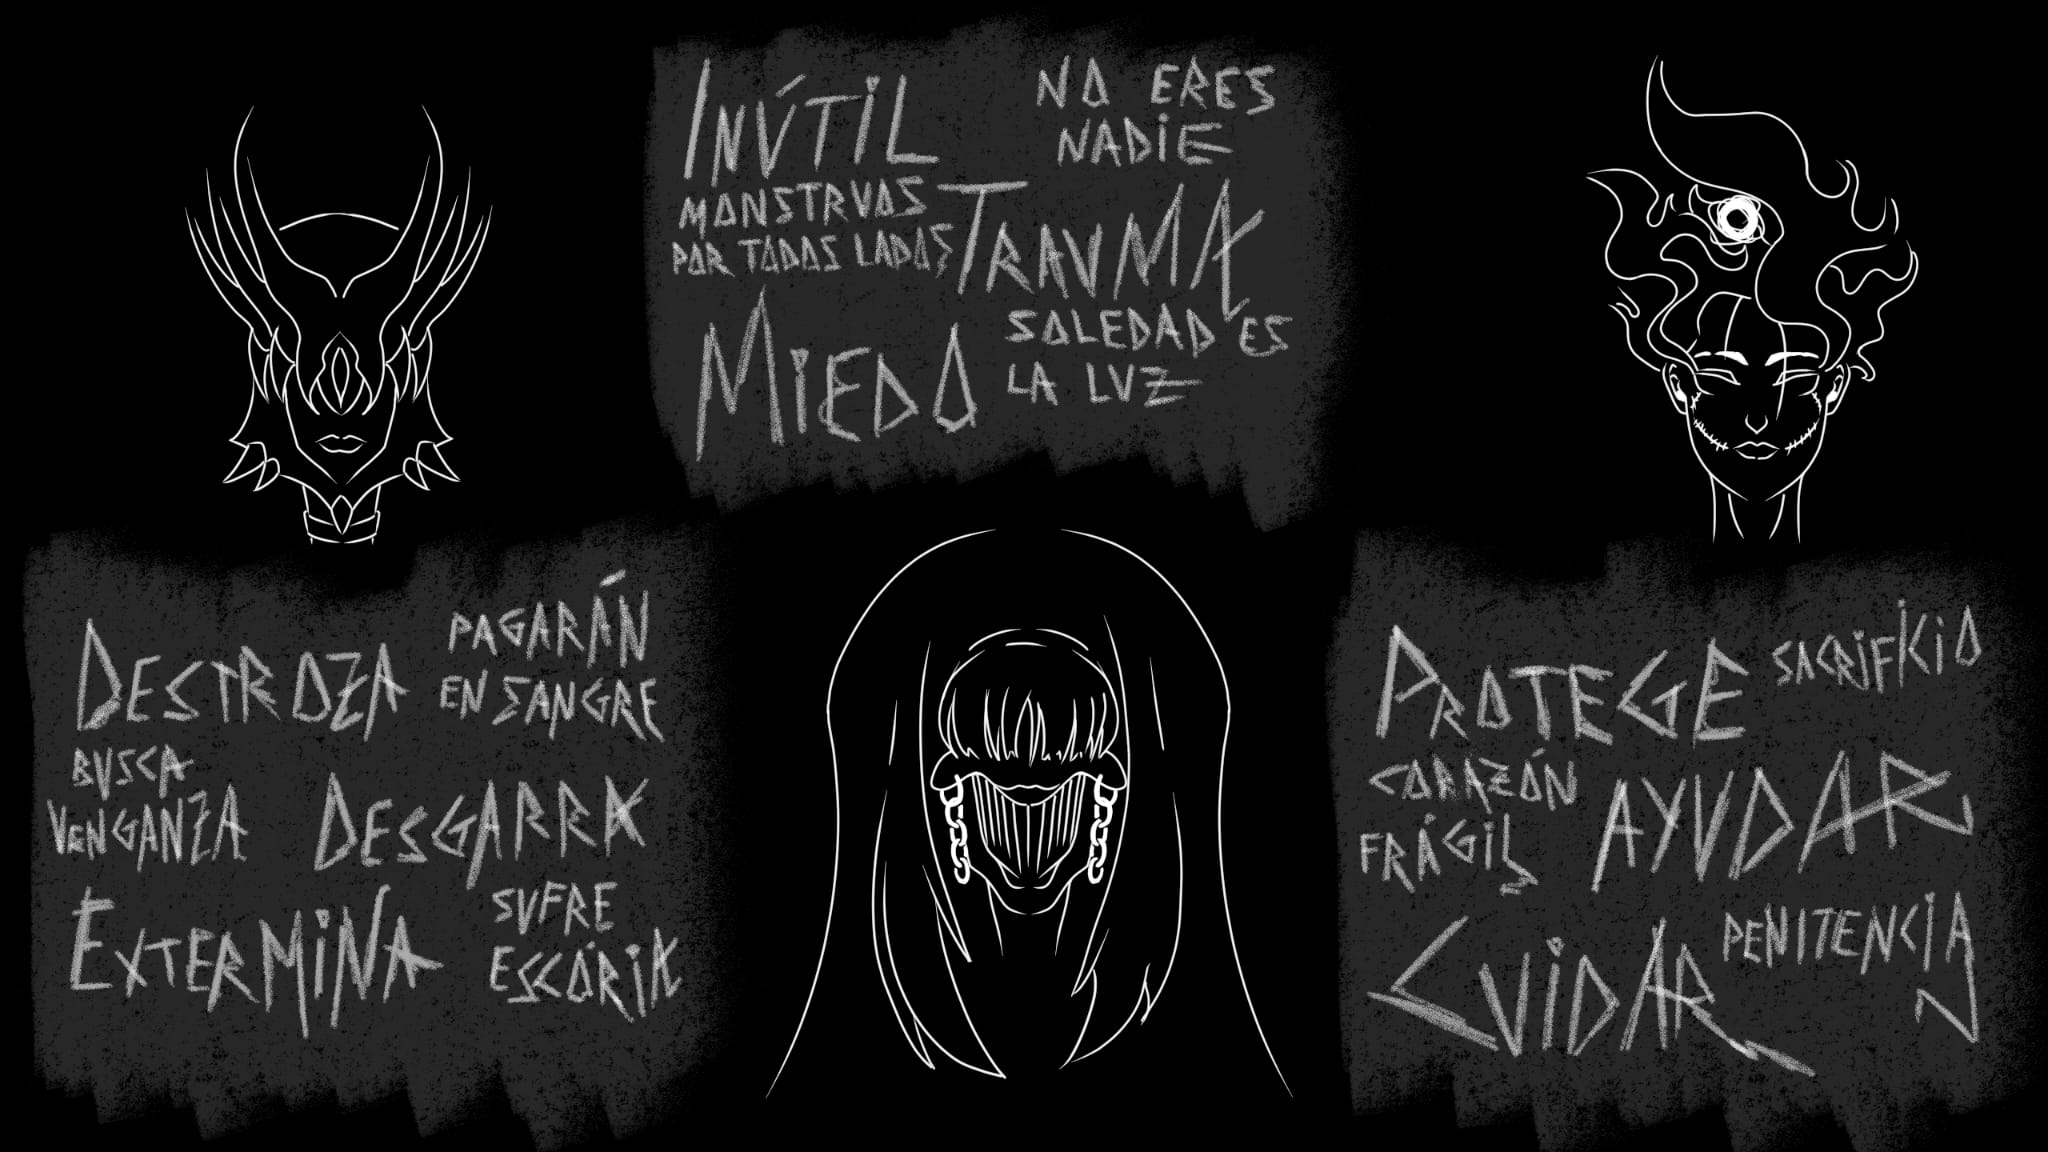 INÚTIL
NO ERES
NADIE
MONSTRUOS
POR TODOS LADOS
TRAUMA
MIEDO
SOLEDAD ES
LA LUZ
DESTROZA
PAGARÁN
EN SANGRE
BUSCA
VENGANZA
DESGARRA
EXTERMINA
SUFRE
ESCÓRIA
PROTEGE
SACRIFICIO
CORAZÓN
FRÁGIL
AYUDAR
CUIDAR
PENITENCIA